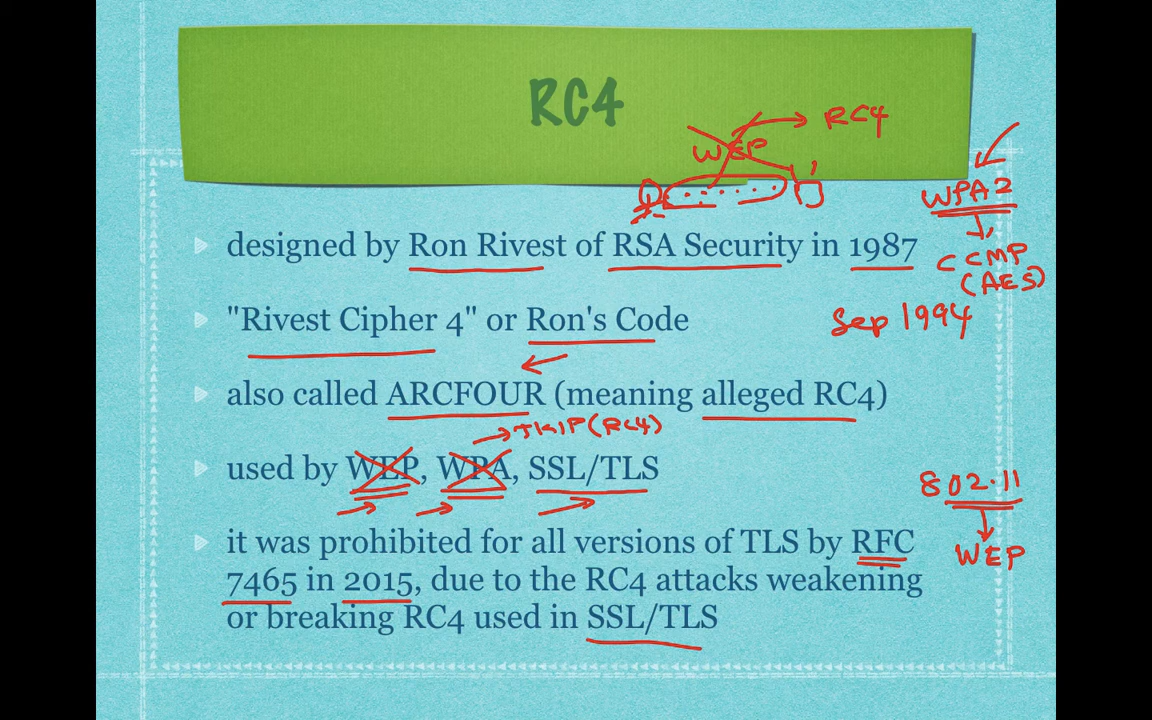 RC4
RC4
WEP
WPA2
designed by Ron Rivest of RSA Security in 1987
CCMP
(AES)
"Rivest Cipher 4" or Ron's Code
Sep 1994
also called ARCFOUR (meaning alleged RC4)
TKIP (RC4)
used by WEP, WPA, SSL/TLS
802.11
WEP
it was prohibited for all versions of TLS by RFC
7465 in 2015, due to the RC4 attacks weakening
or breaking RC4 used in SSL/TLS